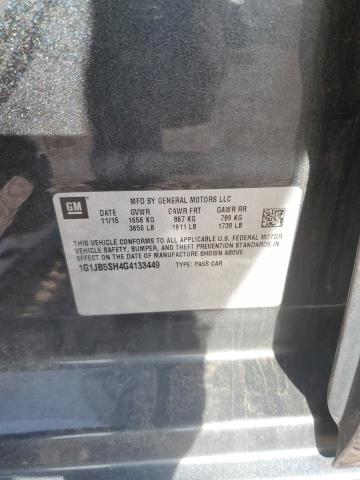 MFD BY GENERAL MOTORS LLC
GM
DATE GVWR GAWR FRT GAWR RR
11/15 1656 KG 867 KG 789 KG
3650 LB 1911 LB 1739 LB
THIS VEHICLE CONFORMS TO ALL APPLICABLE U.S. FEDERAL MOTOR
VEHICLE SAFETY, BUMPER, AND THEFT PREVENTION STANDARDS
IN EFFECT ON THE DATE OF MANUFACTURE SHOWN ABOVE.
1G1JB5SH4G4133449 TYPE: PASS CAR